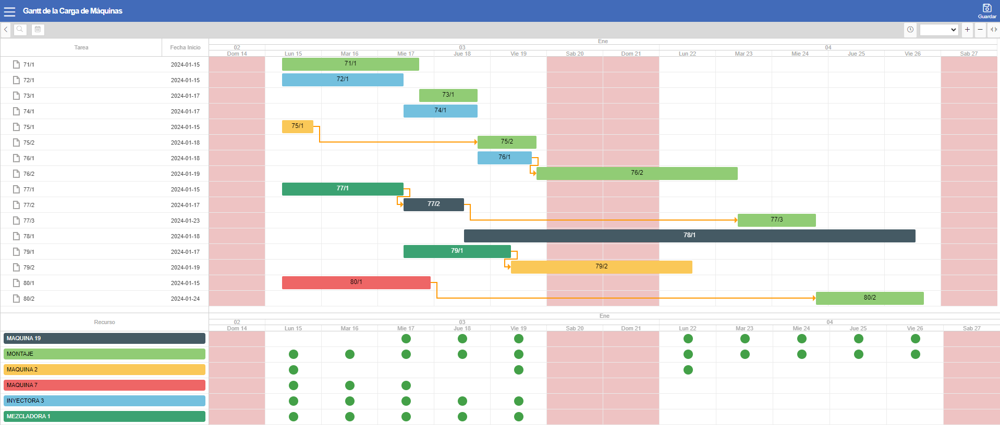 Gantt de la Carga de Máquinas
Guardar
Tarea Fecha Inicio
Ene
02 03 04
Dom 14 Lun 15 Mar 16 Mie 17 Jue 18 Vie 19 Sab 20 Dom 21 Lun 22 Mar 23 Mie 24 Jue 25 Vie 26 Sab 27
71/1 2024-01-15 71/1
72/1 2024-01-15 72/1
73/1 2024-01-17 73/1
74/1 2024-01-17 74/1
75/1 2024-01-15 75/1
75/2 2024-01-18 75/2
76/1 2024-01-18 76/1
76/2 2024-01-19 76/2
77/1 2024-01-15 77/1
77/2 2024-01-17 77/2
77/3 2024-01-23 77/3
78/1 2024-01-18 78/1
79/1 2024-01-17 79/1
79/2 2024-01-19 79/2
80/1 2024-01-15 80/1
80/2 2024-01-24 80/2
Recurso
Ene
02 03 04
Dom 14 Lun 15 Mar 16 Mie 17 Jue 18 Vie 19 Sab 20 Dom 21 Lun 22 Mar 23 Mie 24 Jue 25 Vie 26 Sab 27
MAQUINA 19
MONTAJE
MAQUINA 2
MAQUINA 7
INYECTORA 3
MEZCLADORA 1